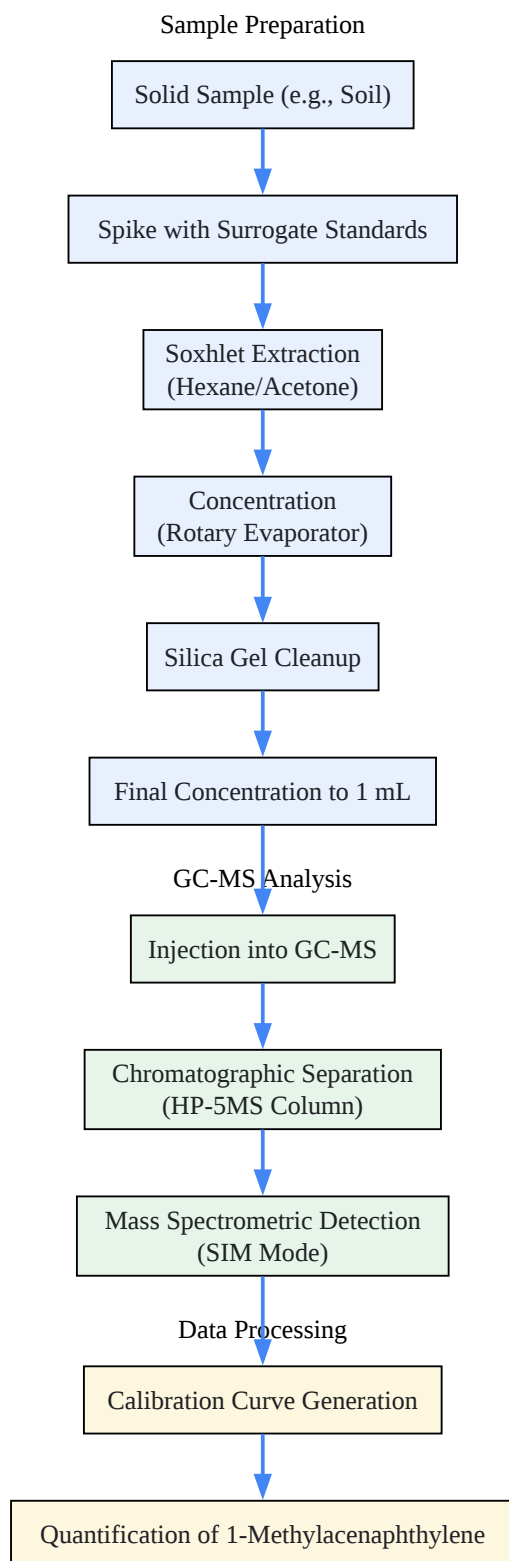 Sample Preparation
Solid Sample (e.g., Soil)
Spike with Surrogate Standards
Soxhlet Extraction
(Hexane/Acetone)
Concentration
(Rotary Evaporator)
Silica Gel Cleanup
Final Concentration to 1 mL
GC-MS Analysis
Injection into GC-MS
Chromatographic Separation
(HP-5MS Column)
Mass Spectrometric Detection
(SIM Mode)
Data Processing
Calibration Curve Generation
Quantification of 1-Methylacenaphthylene